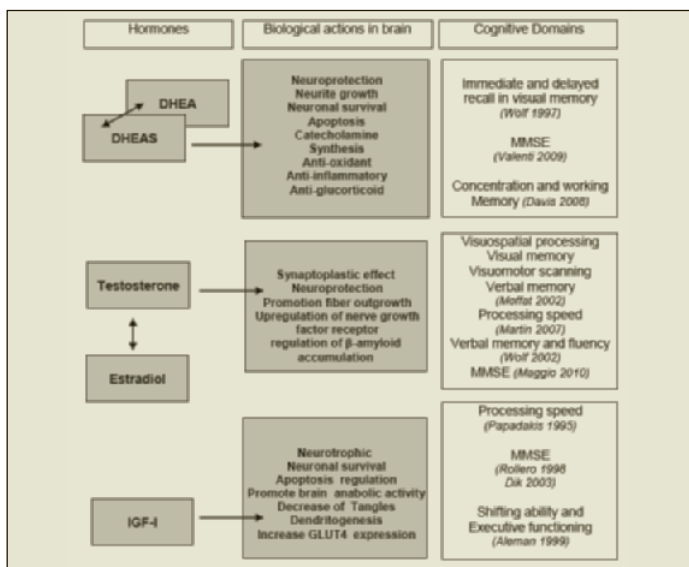 Hormones
Biological actions in brain
Cognitive Domains
DHEA
DHEAS
Neuroprotection
Neurite growth
Neuronal survival
Apoptosis
Catecholamine
Synthesis
Anti-oxidant
Anti-inflammatory
Anti-glucorticoid
Immediate and delayed
recall in visual memory
(Wolf 1997)
MMSE
(Valenti 2009)
Concentration and working
Memory (Davis 2008)
Testosterone
Estradiol
Synaptoplastic effect
Neuroprotection
Promotion fiber outgrowth
Upregulation of nerve growth
factor receptor
regulation of β-amyloid
accumulation
Visuospatial processing
Visual memory
Visuomotor scanning
Verbal memory
(Moffat 2002)
Processing speed
(Martin 2007)
Verbal memory and fluency
(Wolf 2002)
MMSE (Maggio 2010)
IGF-I
Neurotrophic
Neuronal survival
Apoptosis regulation
Promote brain anabolic activity
Decrease of Tangles
Dendritogenesis
Increase GLUT4 expression
Processing speed
(Papadakis 1995)
MMSE
(Rollero 1998
Dik 2003)
Shifting ability and
Executive functioning
(Aleman 1999)